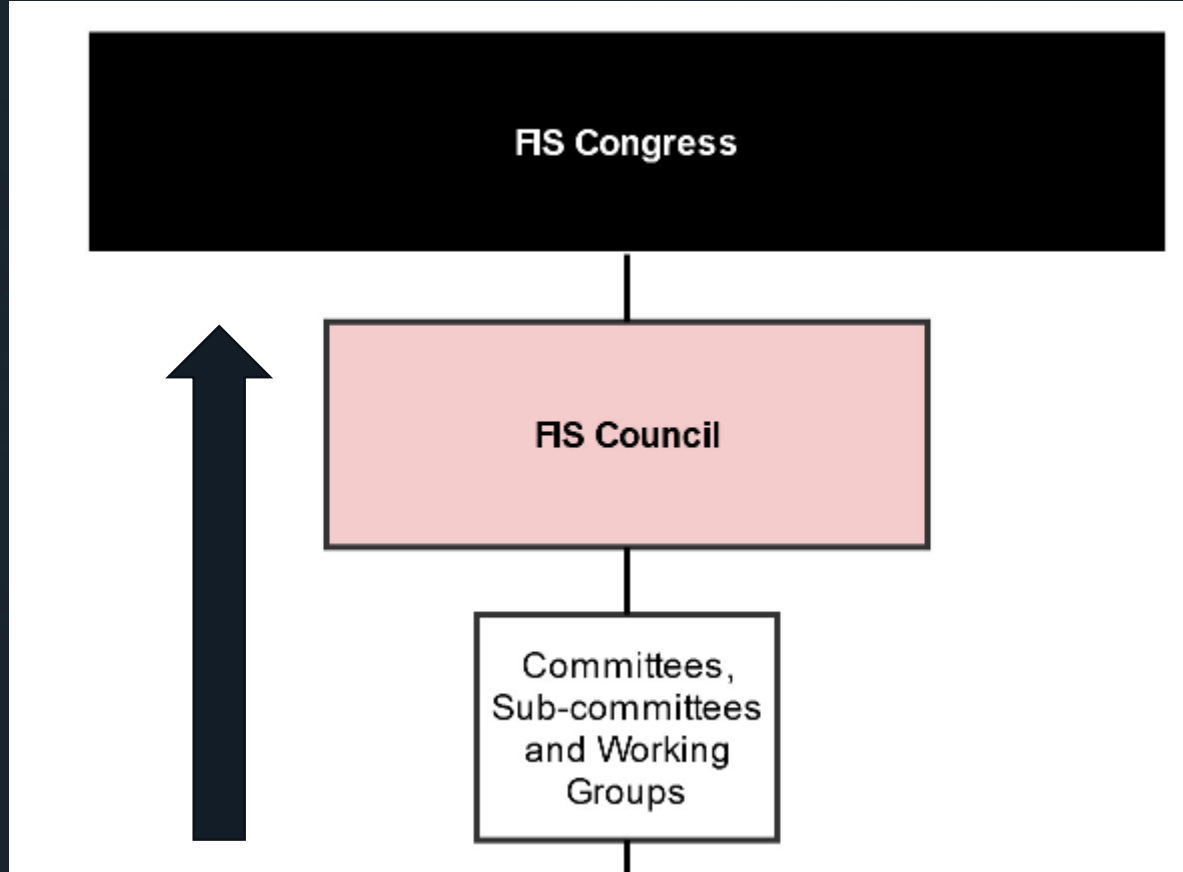 FIS Congress
FIS Council
Committees,
Sub-committees
and Working
Groups